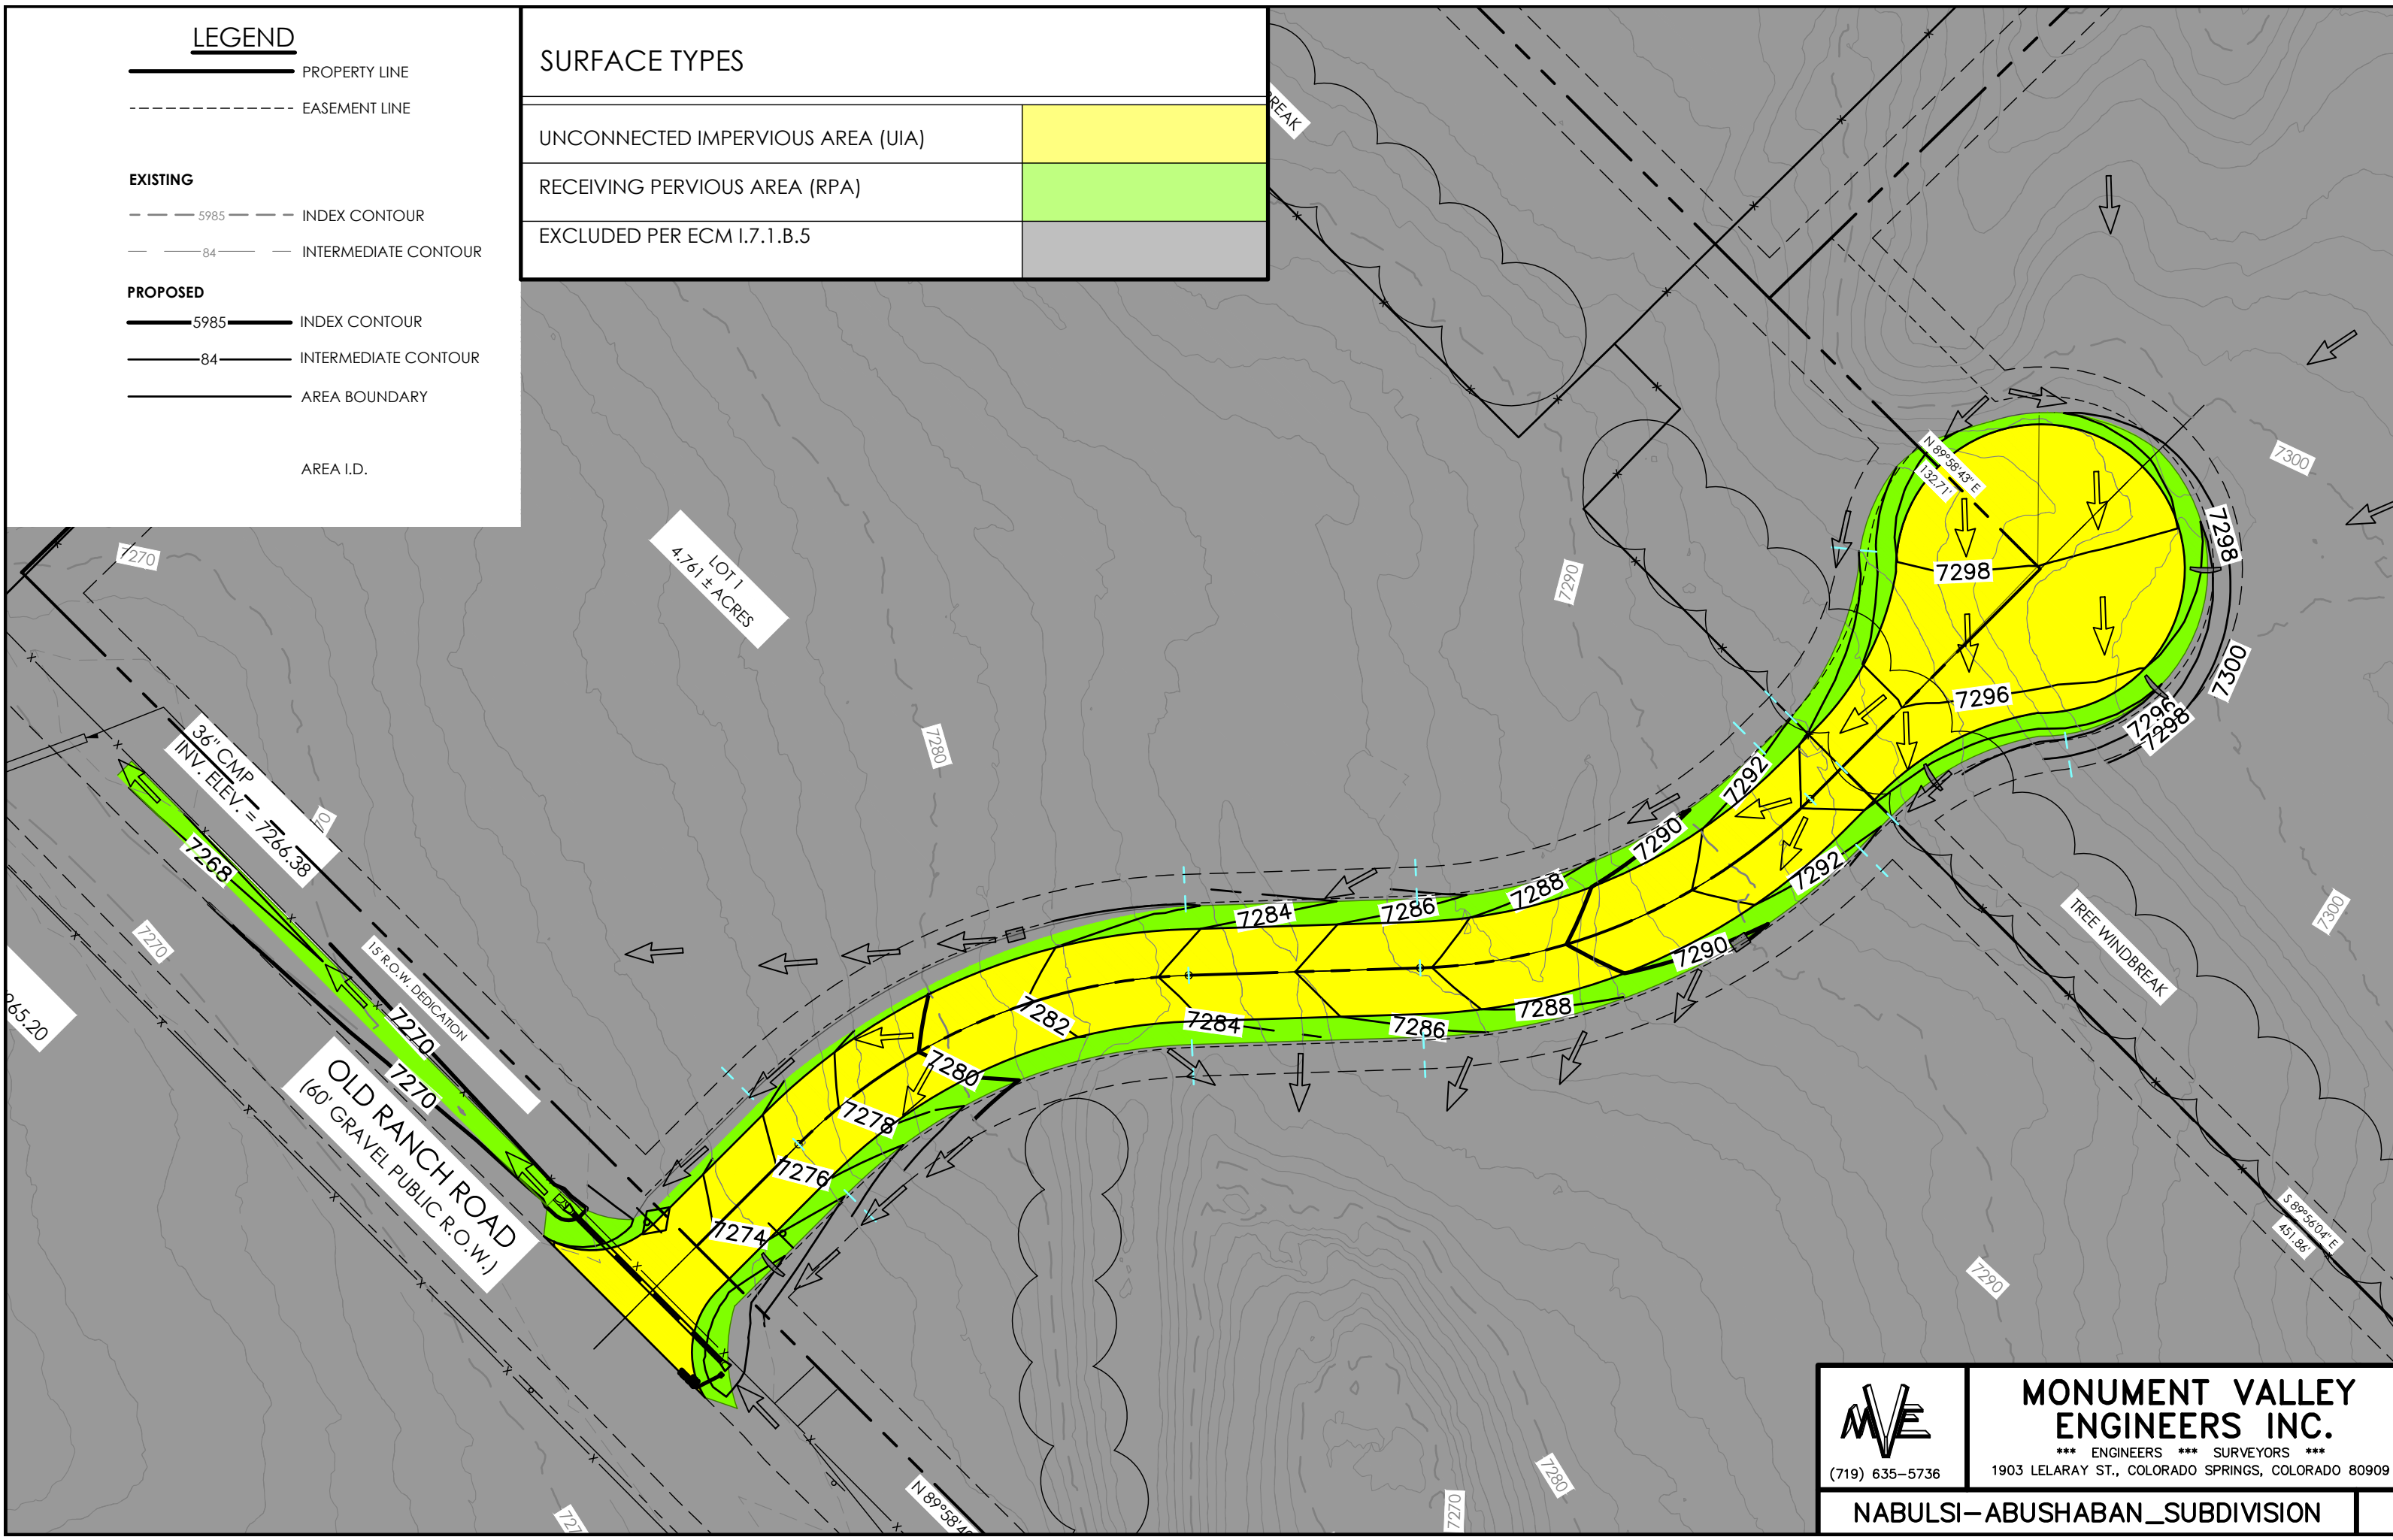 LEGEND
PROPERTY LINE
EASEMENT LINE
EXISTING
5985
INDEX CONTOUR
84
INTERMEDIATE CONTOUR
PROPOSED
5985
INDEX CONTOUR
84
INTERMEDIATE CONTOUR
AREA BOUNDARY
AREA I.D.
SURFACE TYPES
UNCONNECTED IMPERVIOUS AREA (UIA)
RECEIVING PERVIOUS AREA (RPA)
EXCLUDED PER ECM I.7.1.B.5
7270
LOT 1
4.761 ± ACRES
7290
7280
N 89°58'43" E
132.71'
7300
7298
7298
7300
7296
7296
7298
7292
7290
7292
7288
7290
7286
7284
7288
7286
7284
7282
7280
7278
7276
7274
36" CMP
INV. ELEV. = 7266.38
7268
7270
15' R.O.W. DEDICATION
7270
7270
OLD RANCH ROAD
(60' GRAVEL PUBLIC R.O.W.)
TREE WINDBREAK
7300
S 89°56'04" E
451.86'
7290
7280
7270
MVE
(719) 635-5736
MONUMENT VALLEY
ENGINEERS INC.
*** ENGINEERS *** SURVEYORS ***
1903 LELARAY ST., COLORADO SPRINGS, COLORADO 80909
NABULSI-ABUSHABAN_SUBDIVISION